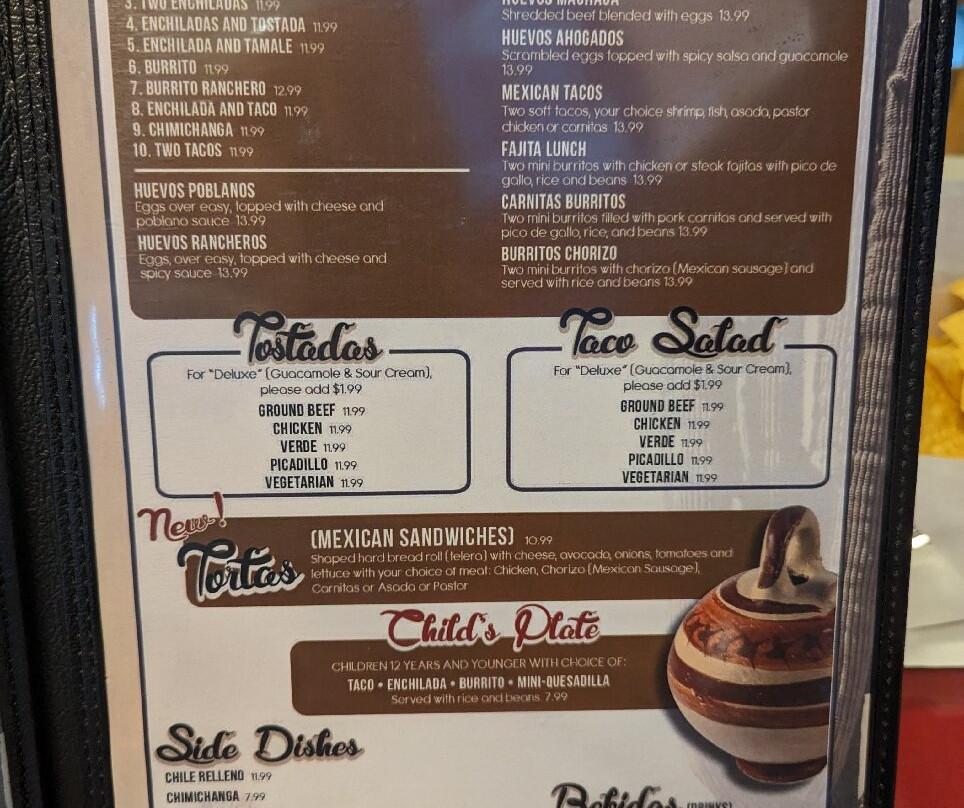 3. TWO ENCHILADAS 11.99
4. ENCHILADAS AND TOSTADA 11.99
5. ENCHILADA AND TAMALE 11.99
6. BURRITO 11.99
7. BURRITO RANCHERO 12.99
8. ENCHILADA AND TACO 11.99
9. CHIMICHANGA 11.99
10. TWO TACOS 11.99
HUEVOS POBLANOS
Eggs over easy, topped with cheese and
poblano sauce 13.99
HUEVOS RANCHEROS
Eggs, over easy, topped with cheese and
spicy sauce 13.99
HUEVOS MACHACA
Shredded beef blended with eggs 13.99
HUEVOS AHOGADOS
Scrambled eggs topped with spicy salsa and guacamole
13.99
MEXICAN TACOS
Two soft tacos, your choice shrimp, fish, asada, pastor
chicken or carnitas 13.99
FAJITA LUNCH
Two mini burritos with chicken or steak fajitas with pico de
gallo, rice and beans 13.99
CARNITAS BURRITOS
Two mini burritos filled with pork carnitas and served with
pico de gallo, rice, and beans 13.99
BURRITOS CHORIZO
Two mini burritos with chorizo (Mexican sausage) and
served with rice and beans 13.99
Tostadas
For "Deluxe" (Guacamole & Sour Cream),
please add $1.99
GROUND BEEF 11.99
CHICKEN 11.99
VERDE 11.99
PICADILLO 11.99
VEGETARIAN 11.99
Taco Salad
For "Deluxe" (Guacamole & Sour Cream),
please add $1.99
GROUND BEEF 11.99
CHICKEN 11.99
VERDE 11.99
PICADILLO 11.99
VEGETARIAN 11.99
New!
Tortas
(MEXICAN SANDWICHES) 10.99
Shaped hard bread roll (telera) with cheese, avocado, onions, tomatoes and
lettuce with your choice of meat: Chicken, Chorizo (Mexican Sausage),
Carnitas or Asada or Pastor
Child's Plate
CHILDREN 12 YEARS AND YOUNGER WITH CHOICE OF:
TACO • ENCHILADA • BURRITO • MINI-QUESADILLA
Served with rice and beans 7.99
Side Dishes
CHILE RELLENO 11.99
CHIMICHANGA 7.99
Bebidas (DRINKS)